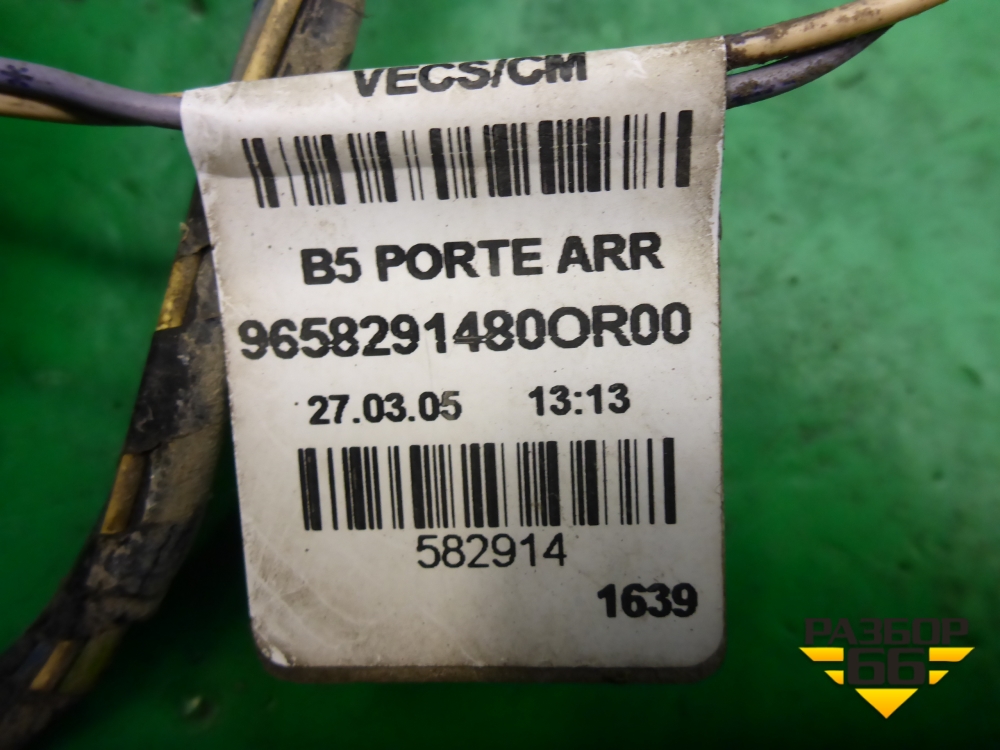 VECS/CM
B5 PORTE ARR
9658291480OR00
27.03.05 13:13
582914
1639
РАЗБОР
66